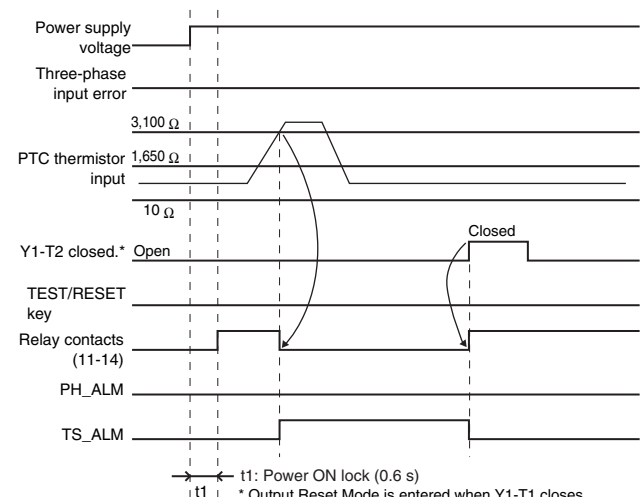 Power supply
voltage
Three-phase
input error
3,100 Ω
PTC thermistor
input
1,650 Ω
10 Ω
Closed
Y1-T2 closed.* Open
TEST/RESET
key
Relay contacts
(11-14)
PH_ALM
TS_ALM
t1: Power ON lock (0.6 s)
t1
* Output Reset Mode is entered when Y1-T1 closes.